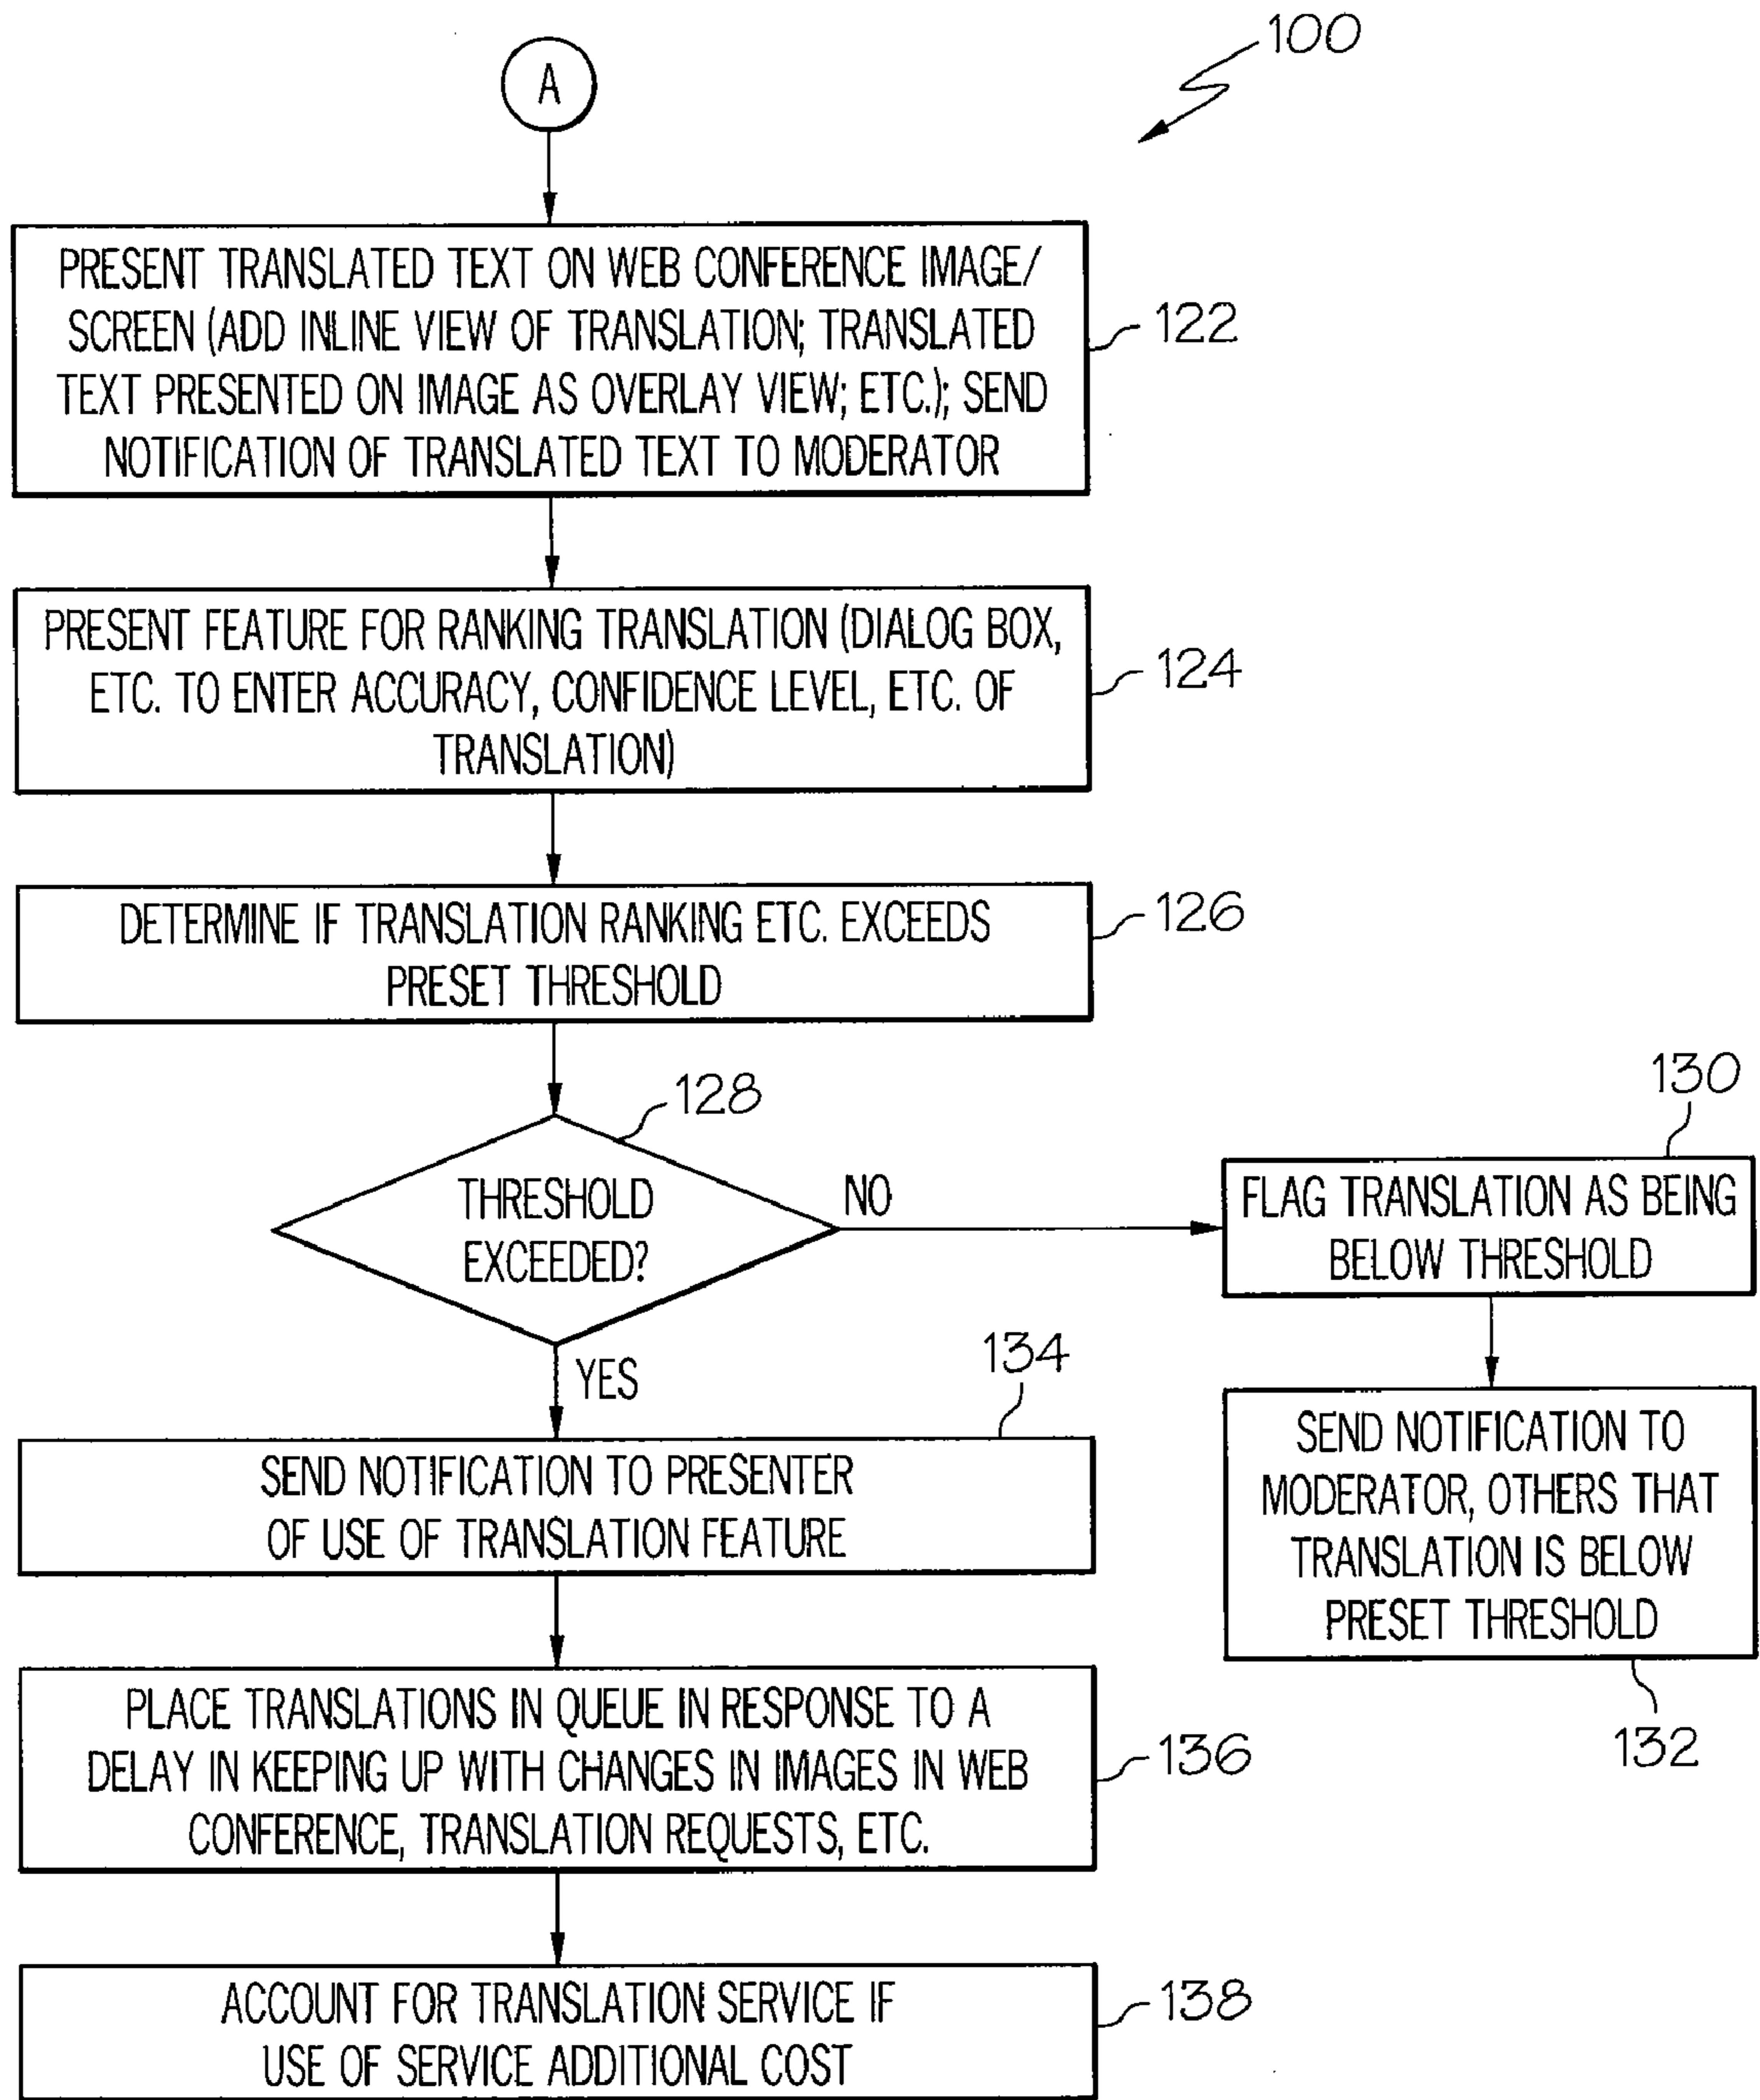 100
A
PRESENT TRANSLATED TEXT ON WEB CONFERENCE IMAGE/
SCREEN (ADD INLINE VIEW OF TRANSLATION; TRANSLATED
TEXT PRESENTED ON IMAGE AS OVERLAY VIEW; ETC.); SEND
NOTIFICATION OF TRANSLATED TEXT TO MODERATOR
122
PRESENT FEATURE FOR RANKING TRANSLATION (DIALOG BOX,
ETC. TO ENTER ACCURACY, CONFIDENCE LEVEL, ETC. OF
TRANSLATION)
124
DETERMINE IF TRANSLATION RANKING ETC. EXCEEDS
PRESET THRESHOLD
126
128
THRESHOLD
EXCEEDED?
NO
130
FLAG TRANSLATION AS BEING
BELOW THRESHOLD
SEND NOTIFICATION TO
MODERATOR, OTHERS THAT
TRANSLATION IS BELOW
PRESET THRESHOLD
132
YES
134
SEND NOTIFICATION TO PRESENTER
OF USE OF TRANSLATION FEATURE
PLACE TRANSLATIONS IN QUEUE IN RESPONSE TO A
DELAY IN KEEPING UP WITH CHANGES IN IMAGES IN WEB
CONFERENCE, TRANSLATION REQUESTS, ETC.
136
ACCOUNT FOR TRANSLATION SERVICE IF
USE OF SERVICE ADDITIONAL COST
138